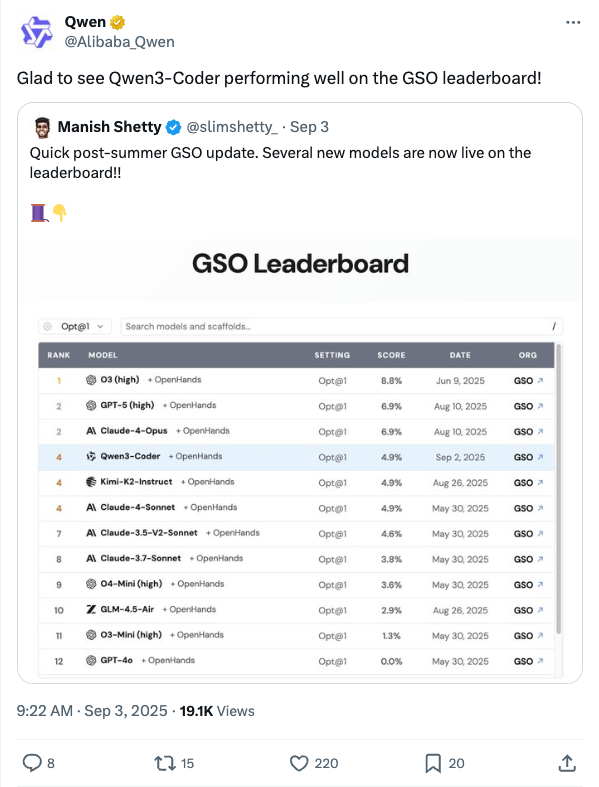 Qwen
@Alibaba_Qwen
Glad to see Qwen3-Coder performing well on the GSO leaderboard!
Manish Shetty @slimshetty_ · Sep 3
Quick post-summer GSO update. Several new models are now live on the
leaderboard!!
🧵👇
GSO Leaderboard
Opt@1 Search models and scaffolds... /
RANK MODEL SETTING SCORE DATE ORG
1 O3 (high) + OpenHands Opt@1 8.8% Jun 9, 2025 GSO ↗
2 GPT-5 (high) + OpenHands Opt@1 6.9% Aug 10, 2025 GSO ↗
2 Claude-4-Opus + OpenHands Opt@1 6.9% Aug 10, 2025 GSO ↗
4 Qwen3-Coder + OpenHands Opt@1 4.9% Sep 2, 2025 GSO ↗
4 Kimi-K2-Instruct + OpenHands Opt@1 4.9% Aug 26, 2025 GSO ↗
4 Claude-4-Sonnet + OpenHands Opt@1 4.9% May 30, 2025 GSO ↗
7 Claude-3.5-V2-Sonnet + OpenHands Opt@1 4.6% May 30, 2025 GSO ↗
8 Claude-3.7-Sonnet + OpenHands Opt@1 3.8% May 30, 2025 GSO ↗
9 O4-Mini (high) + OpenHands Opt@1 3.6% May 30, 2025 GSO ↗
10 GLM-4.5-Air + OpenHands Opt@1 2.9% Aug 26, 2025 GSO ↗
11 O3-Mini (high) + OpenHands Opt@1 1.3% May 30, 2025 GSO ↗
12 GPT-4o + OpenHands Opt@1 0.0% May 30, 2025 GSO ↗
9:22 AM · Sep 3, 2025 · 19.1K Views
8 15 220 20